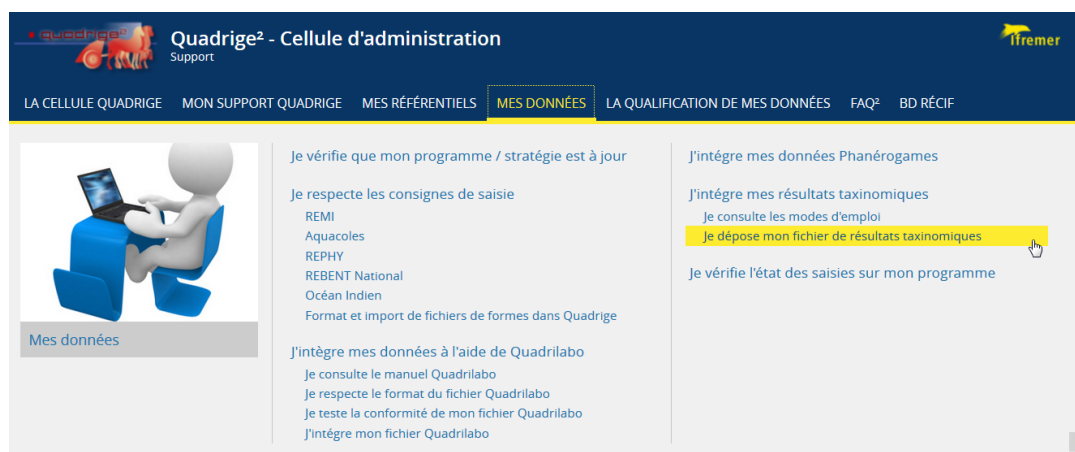 quadrige²
Quadrige² - Cellule d'administration
Support
Ifremer
LA CELLULE QUADRIGE MON SUPPORT QUADRIGE MES RÉFÉRENTIELS MES DONNÉES LA QUALIFICATION DE MES DONNÉES FAQ² BD RÉCIF
Mes données
Je vérifie que mon programme / stratégie est à jour
Je respecte les consignes de saisie
REMI
Aquacoles
REPHY
REBENT National
Océan Indien
Format et import de fichiers de formes dans Quadrige
J'intègre mes données à l'aide de Quadrilabo
Je consulte le manuel Quadrilabo
Je respecte le format du fichier Quadrilabo
Je teste la conformité de mon fichier Quadrilabo
J'intégre mon fichier Quadrilabo
J'intégre mes données Phanérogames
J'intégre mes résultats taxinomiques
Je consulte les modes d'emploi
Je dépose mon fichier de résultats taxinomiques
Je vérifie l'état des saisies sur mon programme